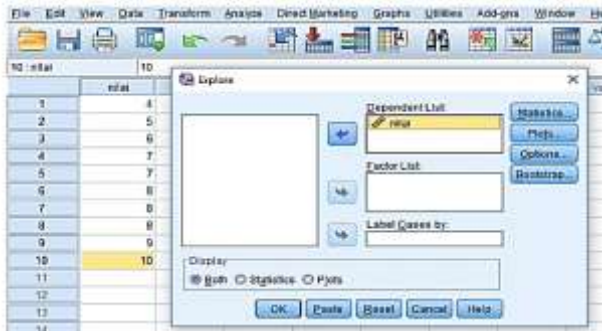 File Edit View Data Transform Analyze Direct Marketing Graphs Utilities Add-ons Window
10 : nilai 10
nilai
1 4
2 5
3 6
4 7
5 7
6 8
7 8
8 8
9 9
10 10
11
12
13
14
Explore
Dependent List:
nilai
Factor List:
Label Cases by:
Statistics...
Plots...
Options...
Bootstrap...
Display
Both Statistics Plots
OK Paste Reset Cancel Help